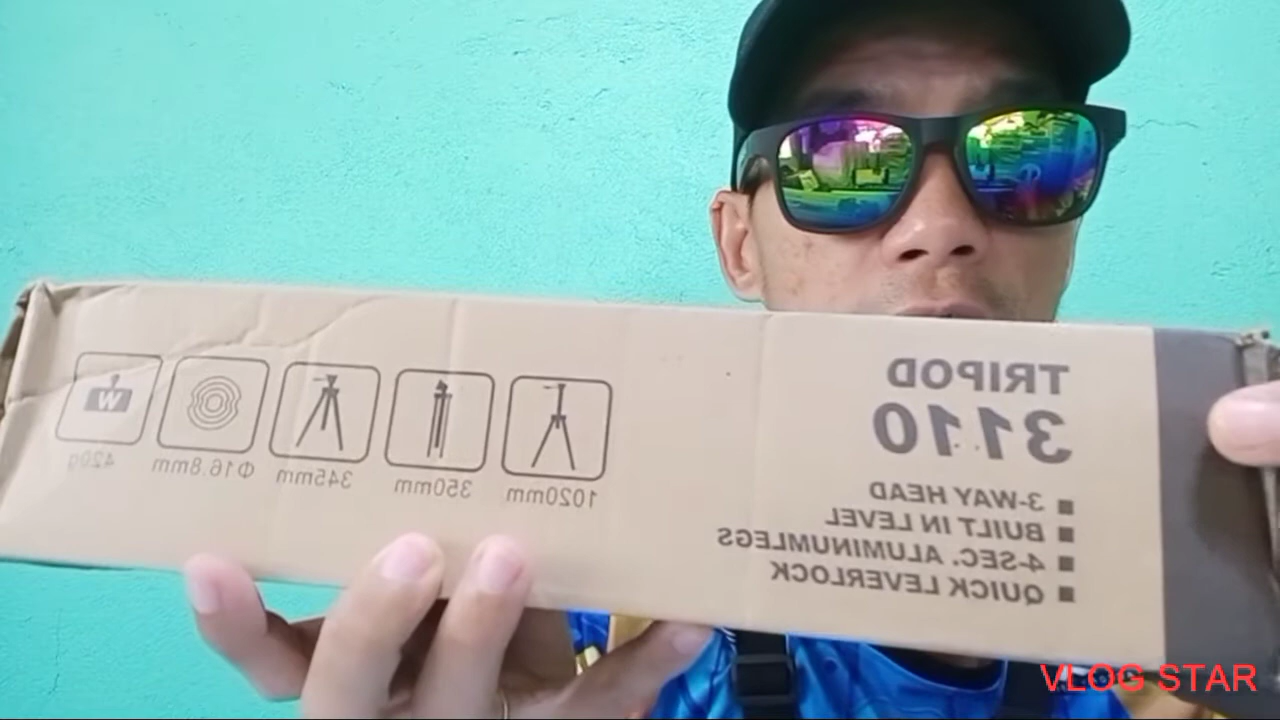 TRIPOD
3110
3-WAY HEAD
BUILT IN LEVEL
4-SEC. ALUMINUMLEGS
QUICK LEVERLOCK
1020mm
350mm
345mm
Φ16.8mm
W
420g
VLOG STAR